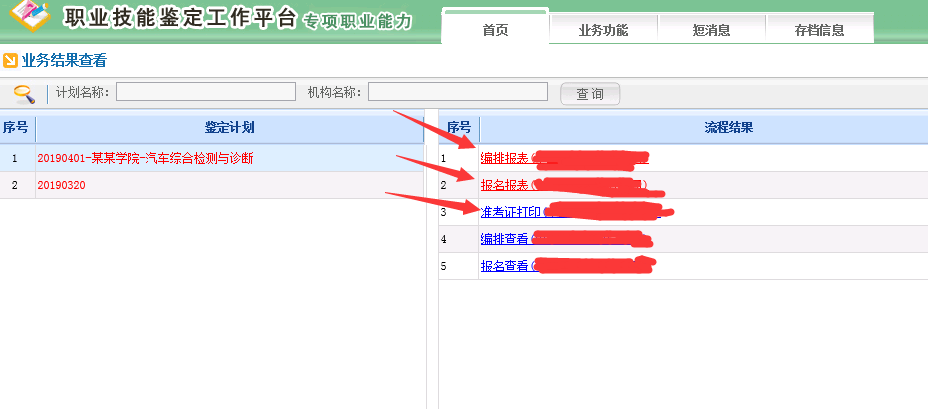 职业技能鉴定工作平台 专项职业能力
首页 业务功能 短消息 存档信息
业务结果查看
计划名称: 机构名称: 查 询
序号 鉴定计划 序号 流程结果
1 20190401-某某学院-汽车综合检测与诊断 1 编排报表(
2 20190320 2 报名报表( )
3 准考证打印(
4 编排查看(
5 报名查看(